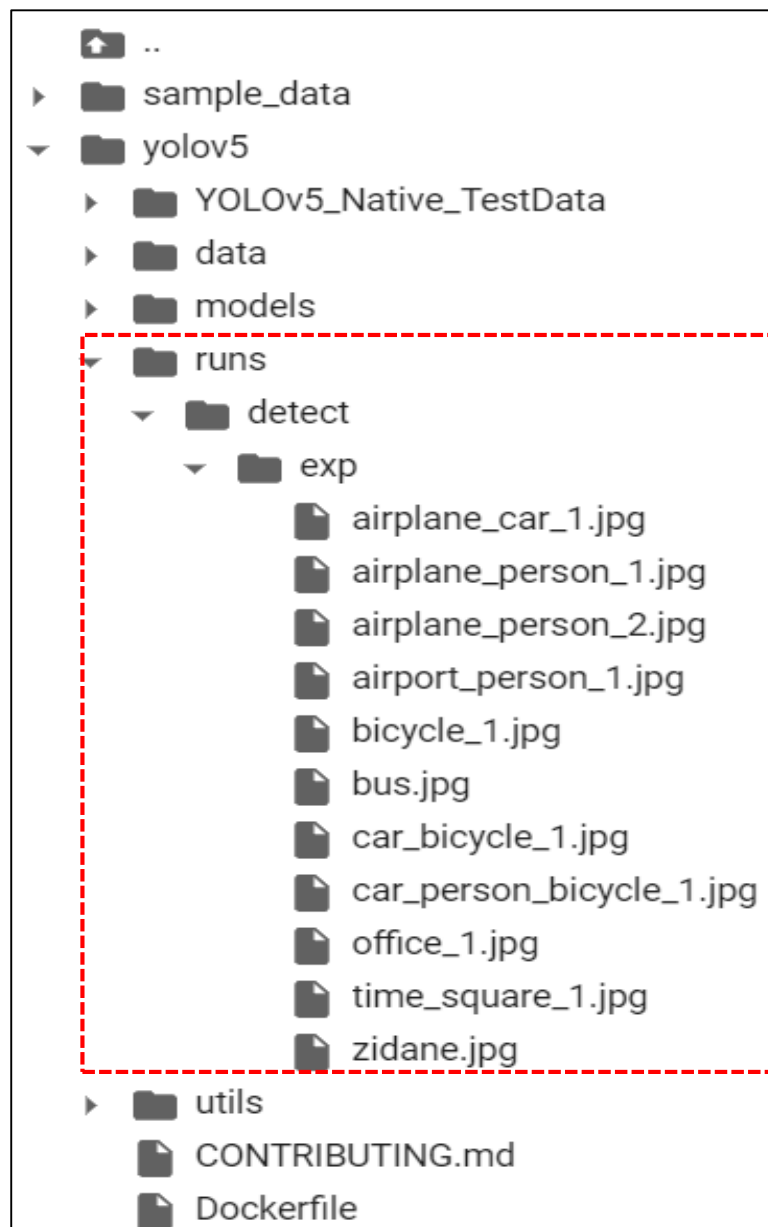 ..
sample_data
yolov5
YOLOv5_Native_TestData
data
models
runs
detect
exp
airplane_car_1.jpg
airplane_person_1.jpg
airplane_person_2.jpg
airport_person_1.jpg
bicycle_1.jpg
bus.jpg
car_bicycle_1.jpg
car_person_bicycle_1.jpg
office_1.jpg
time_square_1.jpg
zidane.jpg
utils
CONTRIBUTING.md
Dockerfile